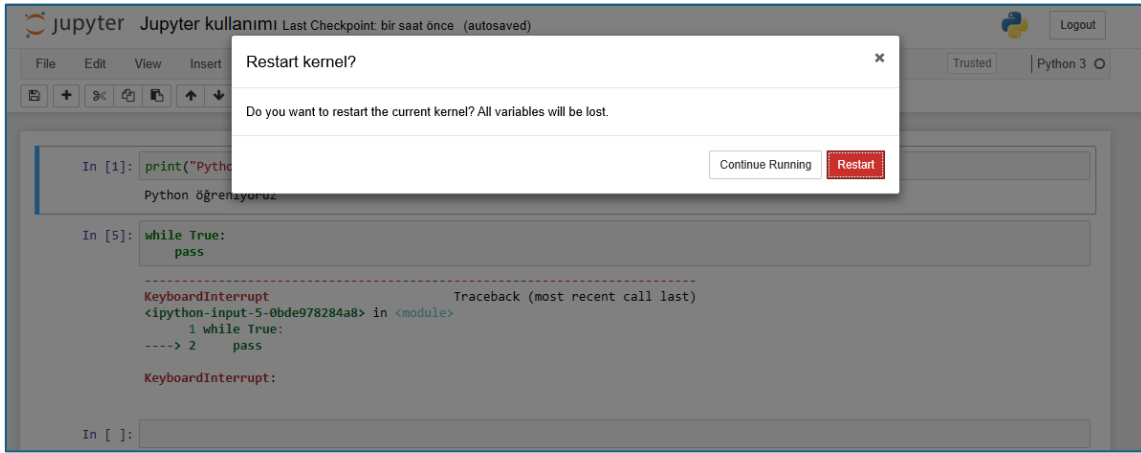 jupyter Jupyter kullanımı Last Checkpoint: bir saat önce (autosaved)
Logout
File Edit View Insert
Trusted
Python 3
Restart kernel?
Do you want to restart the current kernel? All variables will be lost.
Continue Running
Restart
In [1]: print("Pytho
Python öğreniyoruz
In [5]: while True:
pass
---------------------------------------------------------------------------
KeyboardInterrupt Traceback (most recent call last)
<ipython-input-5-0bde978284a8> in <module>
1 while True:
----> 2 pass
KeyboardInterrupt:
In [ ]: